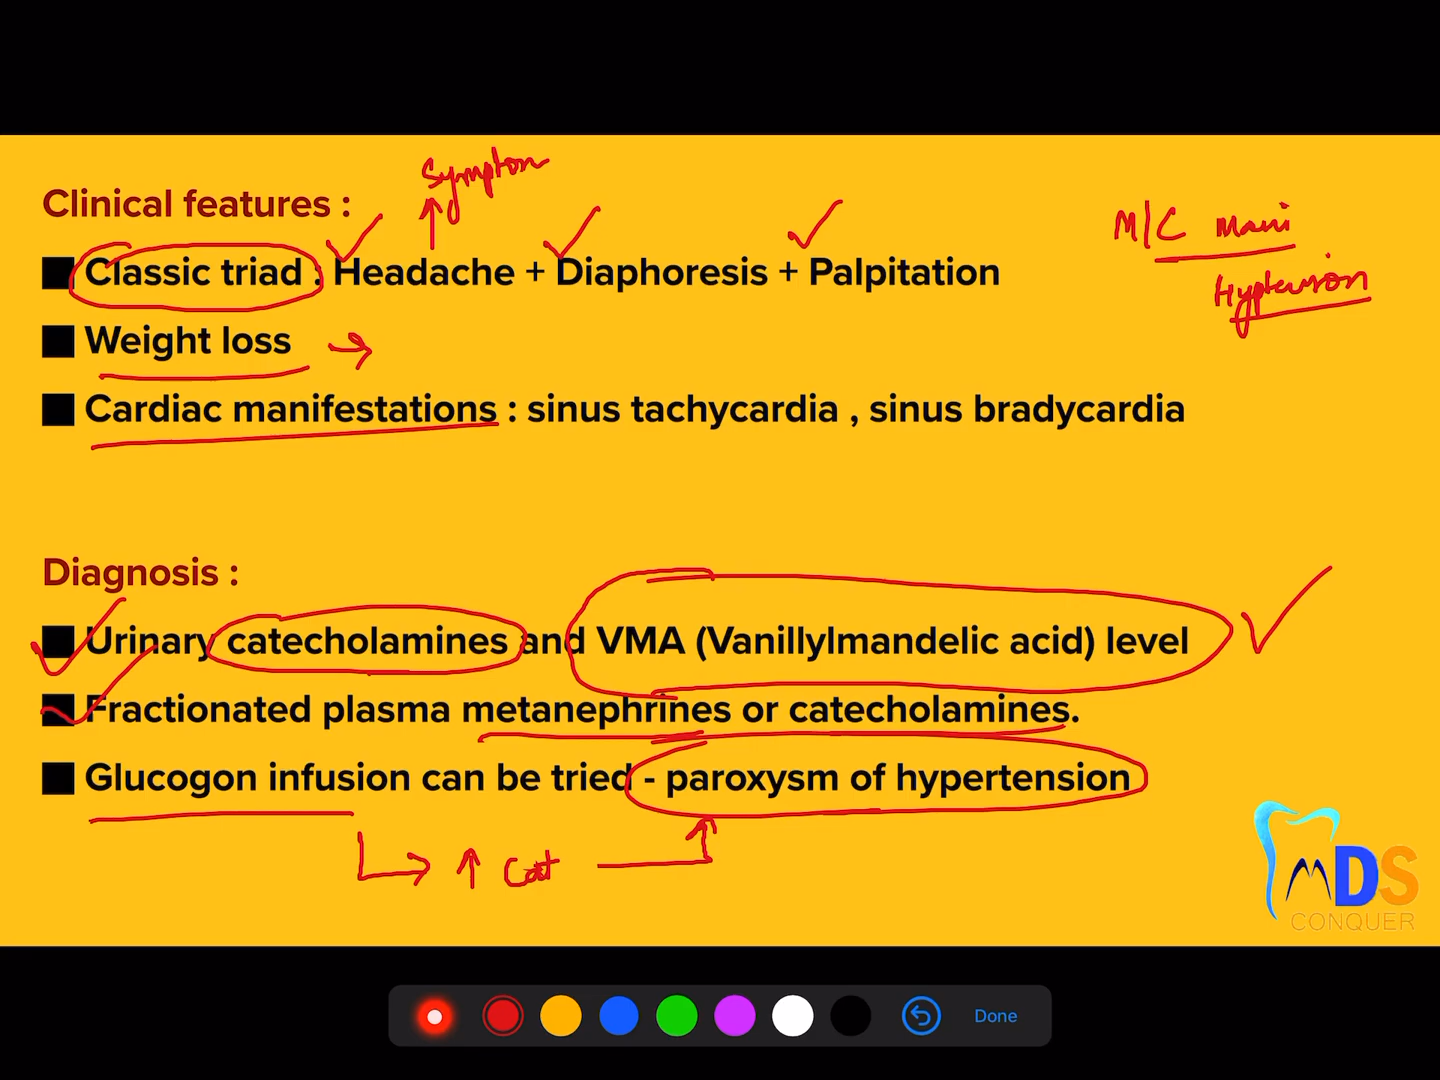 Symptom
Clinical features :
M/C Mani
Classic triad : Headache + Diaphoresis + Palpitation
Hypertension
Weight loss
Cardiac manifestations : sinus tachycardia , sinus bradycardia
Diagnosis :
Urinary catecholamines and VMA (Vanillylmandelic acid) level
Fractionated plasma metanephrines or catecholamines.
Glucogon infusion can be tried - paroxysm of hypertension
↑ Cat
MDS
CONQUER
Done